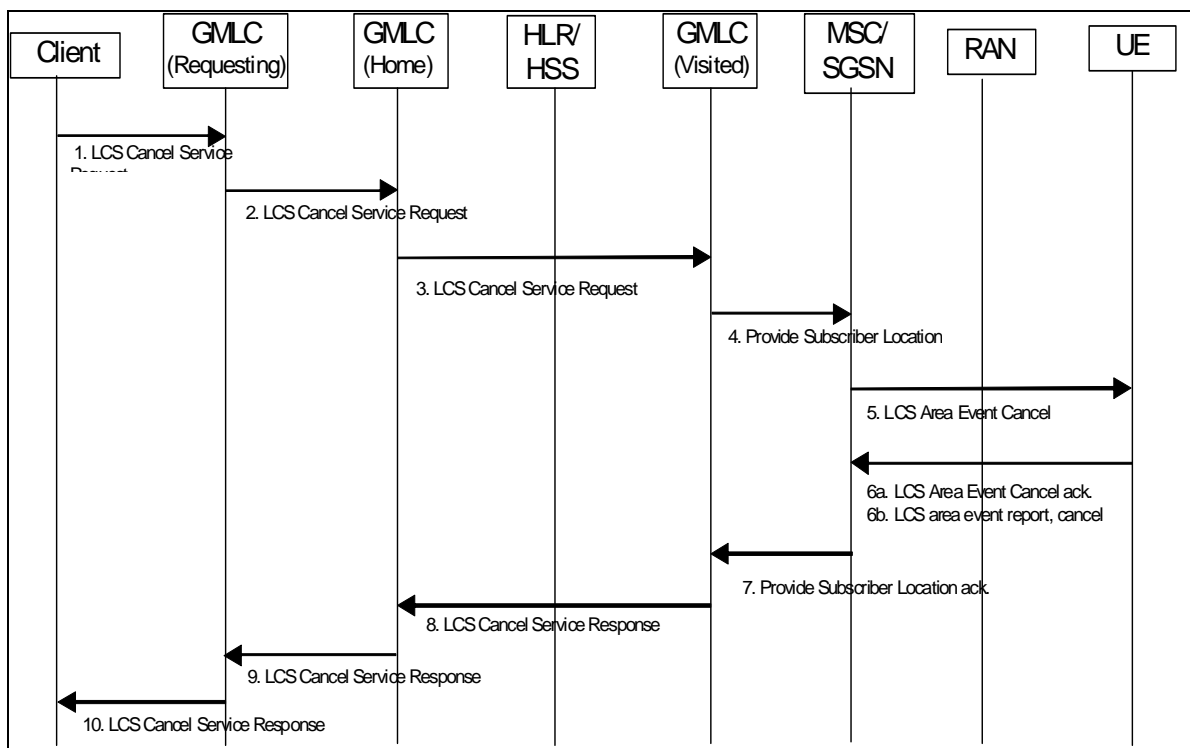 Client
GMLC
(Requesting)
GMLC
(Home)
HLR/
HSS
GMLC
(Visited)
MSC/
SGSN
RAN
UE
1. LCS Cancel Service
2. LCS Cancel Service Request
3. LCS Cancel Service Request
4. Provide Subscriber Location
5. LCS Area Event Cancel
6a. LCS Area Event Cancel ack.
6b. LCS area event report, cancel
7. Provide Subscriber Location ack.
8. LCS Cancel Service Response
9. LCS Cancel Service Response
10. LCS Cancel Service Response